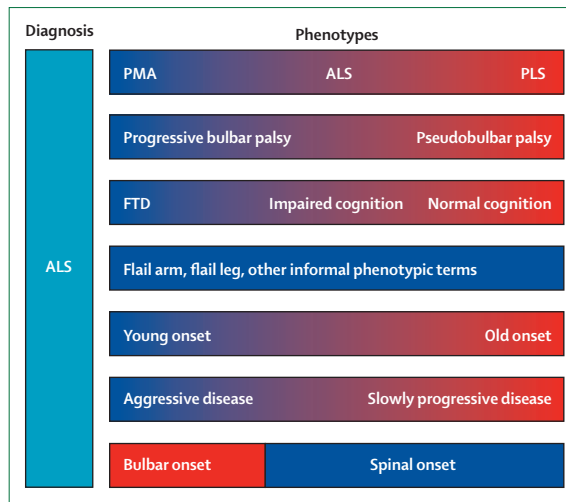 Diagnosis
Phenotypes
ALS
PMA ALS PLS
Progressive bulbar palsy Pseudobulbar palsy
FTD Impaired cognition Normal cognition
Flail arm, flail leg, other informal phenotypic terms
Young onset Old onset
Aggressive disease Slowly progressive disease
Bulbar onset Spinal onset